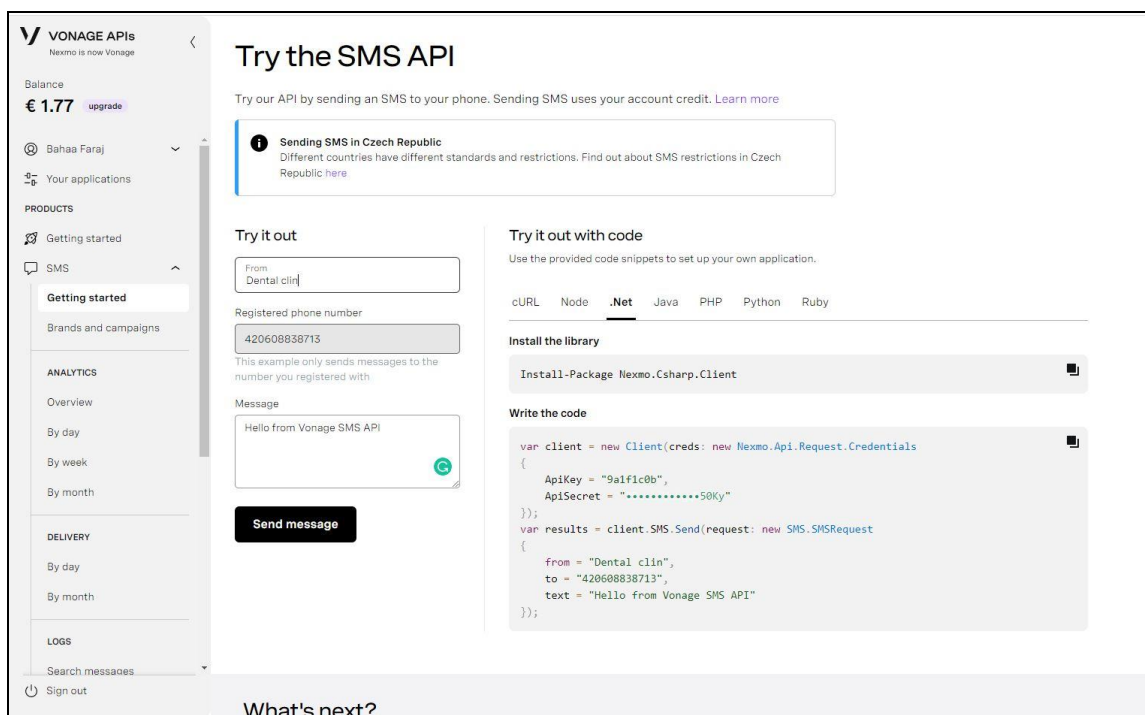 VONAGE APIs
Nexmo is now Vonage
Balance
€ 1.77 upgrade
Bahaa Faraj
Your applications
PRODUCTS
Getting started
SMS
Getting started
Brands and campaigns
ANALYTICS
Overview
By day
By week
By month
DELIVERY
By day
By month
LOGS
Search messages
Sign out
Try the SMS API
Try our API by sending an SMS to your phone. Sending SMS uses your account credit. Learn more
Sending SMS in Czech Republic
Different countries have different standards and restrictions. Find out about SMS restrictions in Czech
Republic here
Try it out
From
Dental clin
Registered phone number
420608838713
This example only sends messages to the
number you registered with
Message
Hello from Vonage SMS API
Send message
Try it out with code
Use the provided code snippets to set up your own application.
cURL Node .Net Java PHP Python Ruby
Install the library
Install-Package Nexmo.Csharp.Client
Write the code
var client = new Client(creds: new Nexmo.Api.Request.Credentials
{
ApiKey = "9a1f1c0b",
ApiSecret = "••••••••••••50Ky"
});
var results = client.SMS.Send(request: new SMS.SMSRequest
{
from = "Dental clin",
to = "420608838713",
text = "Hello from Vonage SMS API"
});
What's next?